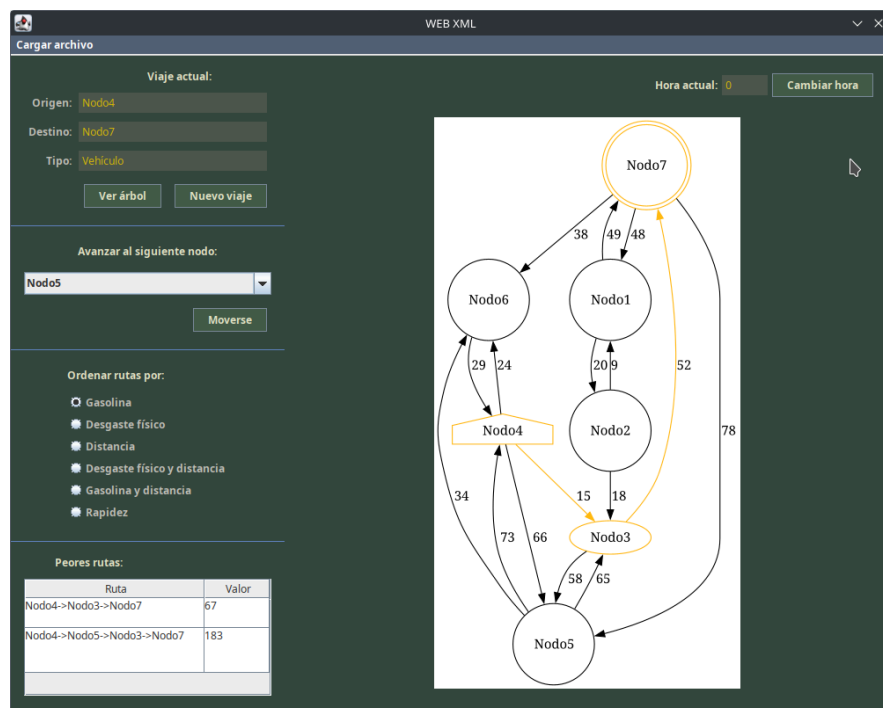 WEB XML
Cargar archivo
Viaje actual:
Origen: Nodo4
Destino: Nodo7
Tipo: Vehículo
Ver árbol Nuevo viaje
Avanzar al siguiente nodo:
Nodo5
Moverse
Ordenar rutas por:
Gasolina
Desgaste físico
Distancia
Desgaste físico y distancia
Gasolina y distancia
Rapidez
Peores rutas:
Ruta Valor
Nodo4->Nodo3->Nodo7 67
Nodo4->Nodo5->Nodo3->Nodo7 183
Hora actual: 0 Cambiar hora
Nodo7
38 49 48
Nodo6 Nodo1
29 24 20 9 52
Nodo4 Nodo2 78
34 15 18
73 66 Nodo3
58 65
Nodo5